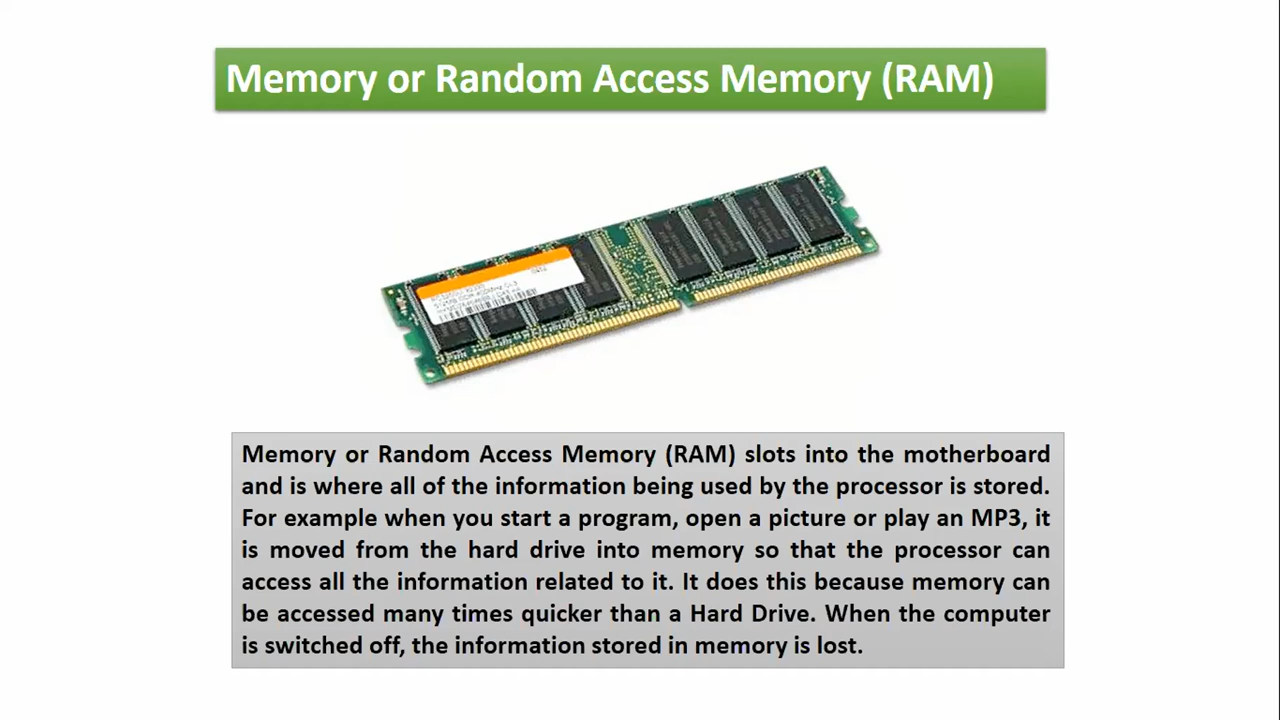 Memory or Random Access Memory (RAM)
Memory or Random Access Memory (RAM) slots into the motherboard
and is where all of the information being used by the processor is stored.
For example when you start a program, open a picture or play an MP3, it
is moved from the hard drive into memory so that the processor can
access all the information related to it. It does this because memory can
be accessed many times quicker than a Hard Drive. When the computer
is switched off, the information stored in memory is lost.